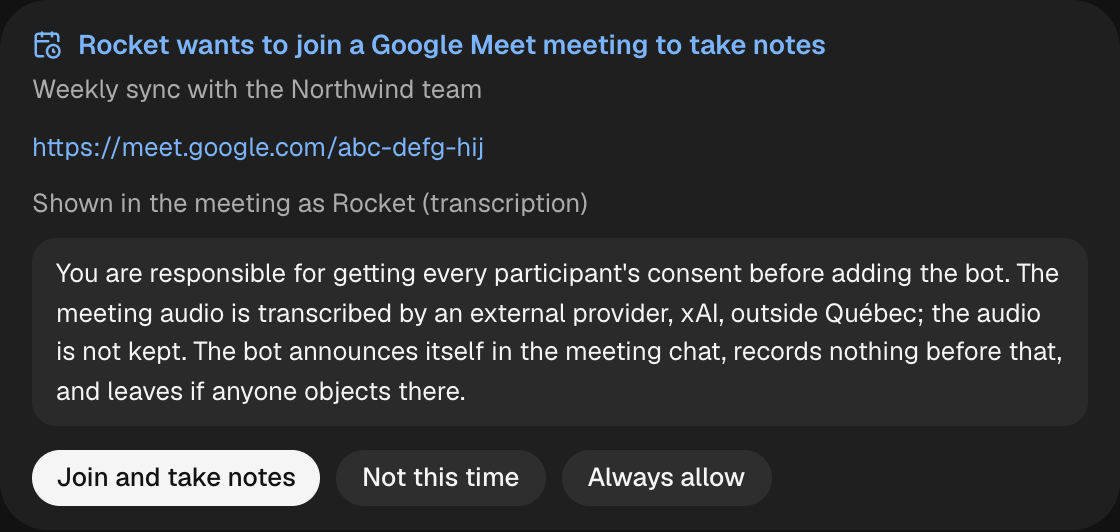 Rocket wants to join a Google Meet meeting to take notes
Weekly sync with the Northwind team
https://meet.google.com/abc-defg-hij
Shown in the meeting as Rocket (transcription)
You are responsible for getting every participant's consent before adding the bot. The
meeting audio is transcribed by an external provider, xAI, outside Québec; the audio
is not kept. The bot announces itself in the meeting chat, records nothing before that,
and leaves if anyone objects there.
Join and take notes
Not this time
Always allow